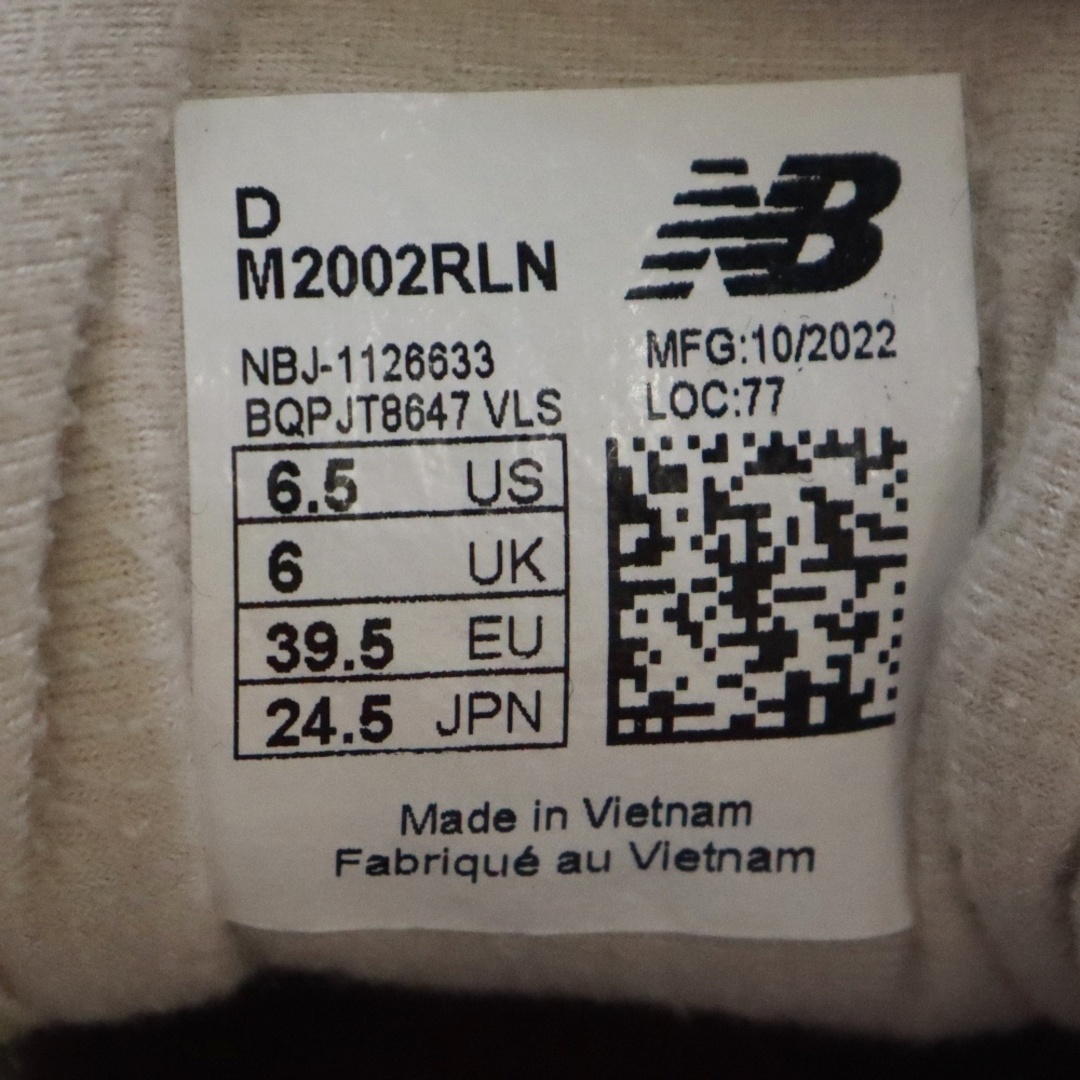 D
M2002RLN
NB
NBJ-1126633
BQPJT8647 VLS
MFG:10/2022
LOC:77
6.5 US
6 UK
39.5 EU
24.5 JPN
Made in Vietnam
Fabriqué au Vietnam